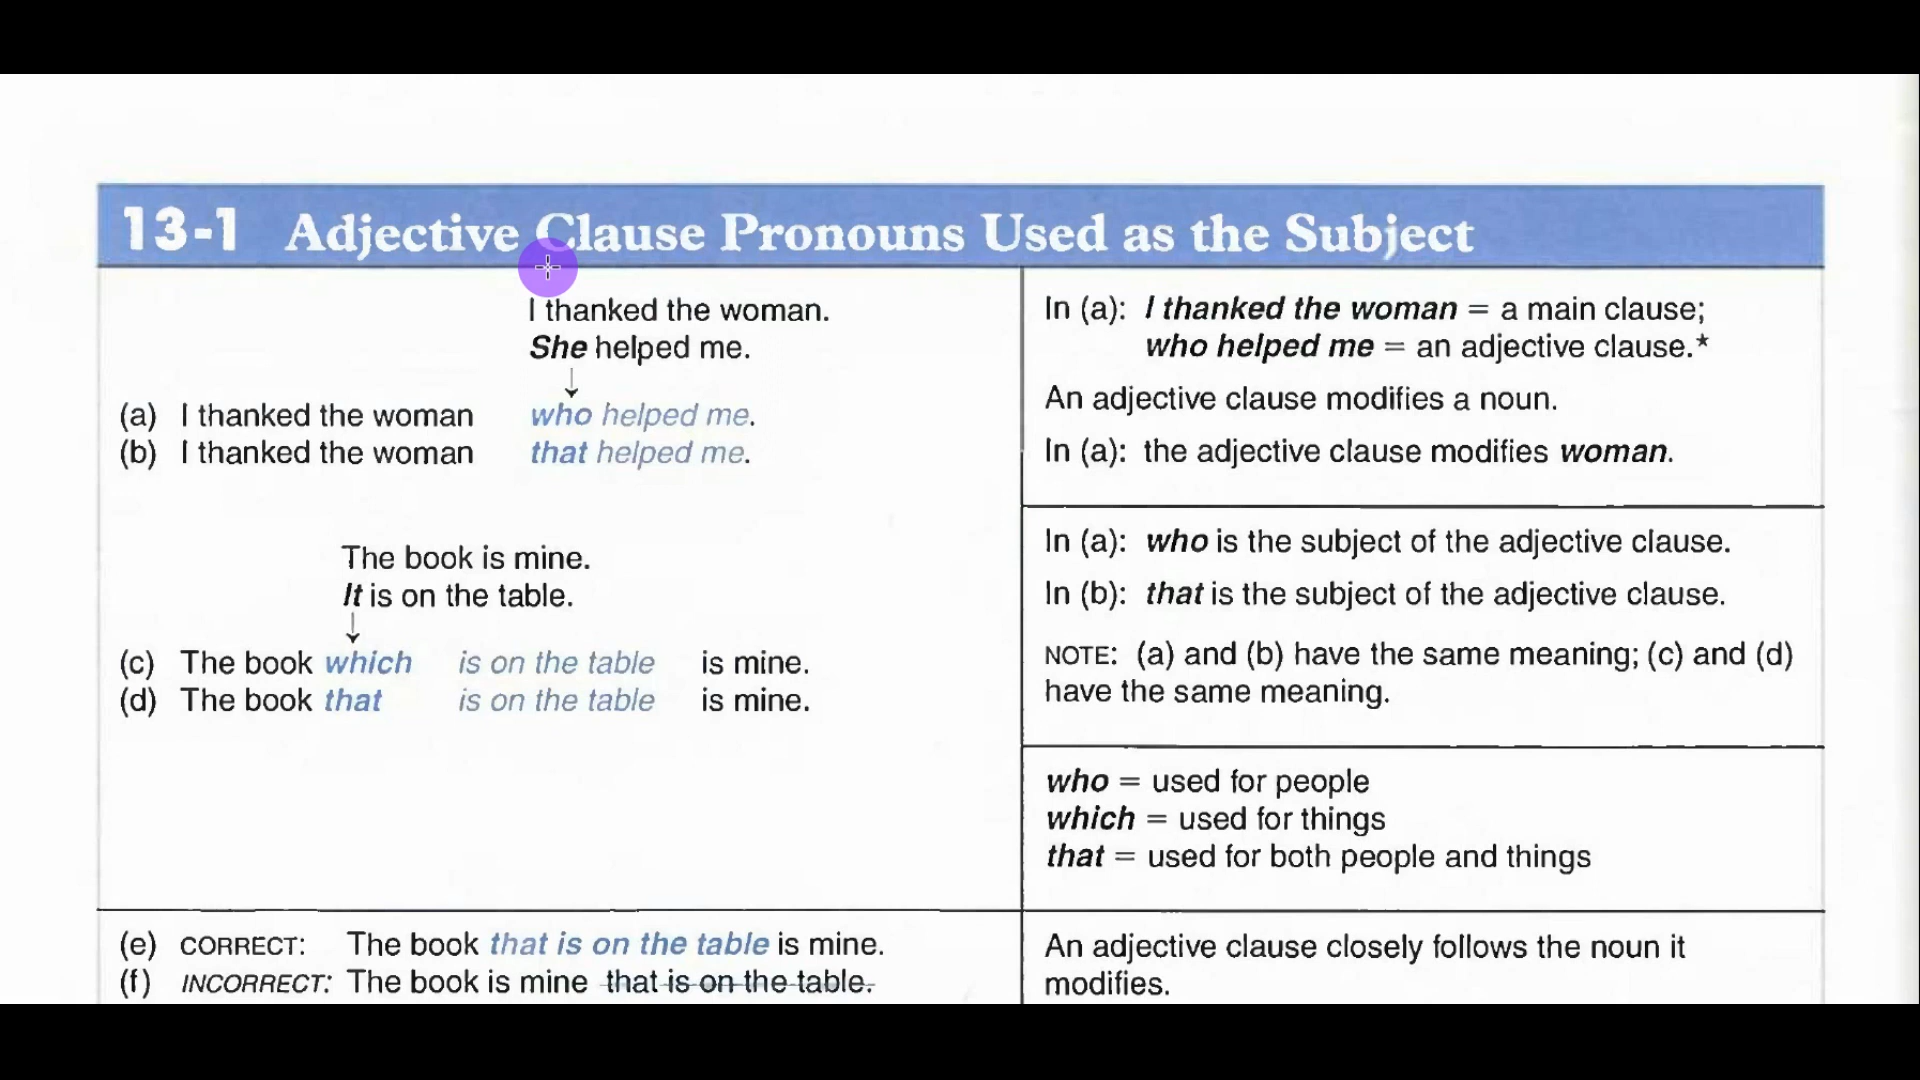 13-1 Adjective Clause Pronouns Used as the Subject
I thanked the woman.
She helped me.
(a) I thanked the woman who helped me.
(b) I thanked the woman that helped me.
The book is mine.
It is on the table.
(c) The book which is on the table is mine.
(d) The book that is on the table is mine.
In (a): I thanked the woman = a main clause;
who helped me = an adjective clause.*
An adjective clause modifies a noun.
In (a): the adjective clause modifies woman.
In (a): who is the subject of the adjective clause.
In (b): that is the subject of the adjective clause.
NOTE: (a) and (b) have the same meaning; (c) and (d)
have the same meaning.
who = used for people
which = used for things
that = used for both people and things
(e) CORRECT: The book that is on the table is mine.
(f) INCORRECT: The book is mine that is on the table.
An adjective clause closely follows the noun it
modifies.